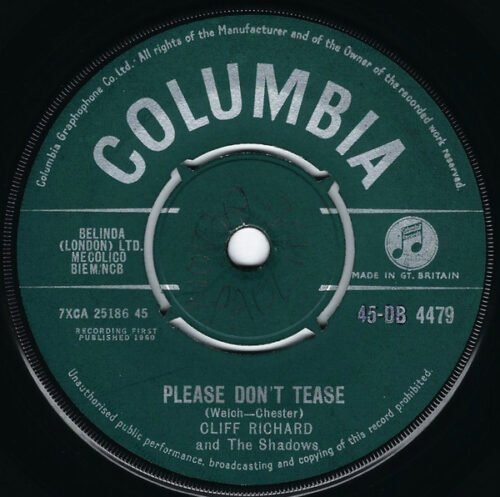 Columbia Graphophone Co. Ltd. All rights of the Manufacturer and of the Owner of the recorded work reserved
COLUMBIA
BELINDA
(LONDON) LTD.
MECOLICO
BIEM/NCB
MADE IN GT. BRITAIN
7XCA 25186 45
45-DB 4479
RECORDING FIRST
PUBLISHED 1960
PLEASE DON'T TEASE
(Welch—Chester)
CLIFF RICHARD
and The Shadows
Unauthorised public performance, broadcasting and copying of this record prohibited.